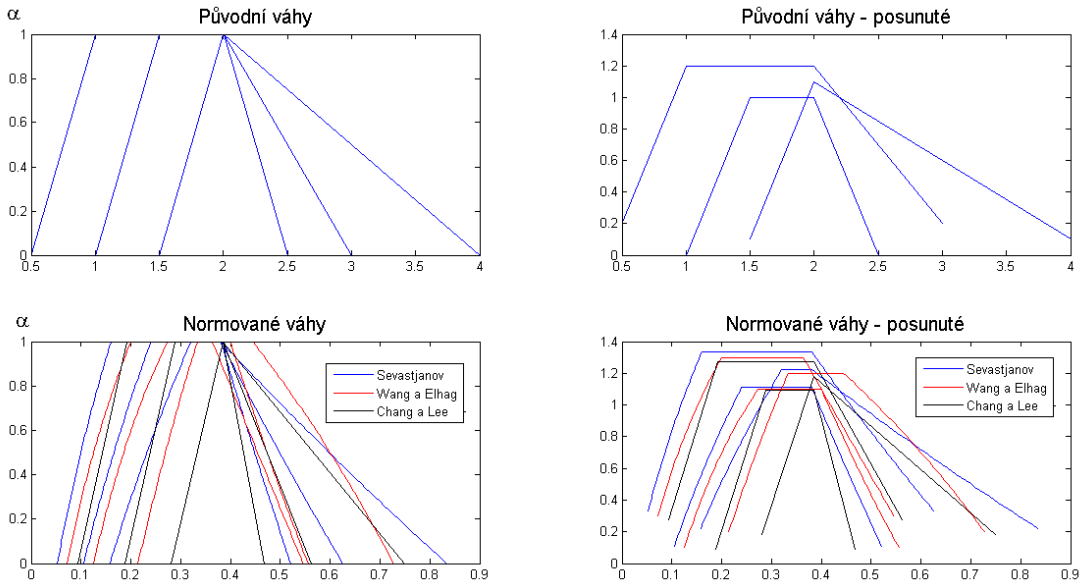 α
Původní váhy
1
0.8
0.6
0.4
0.2
0
0.5 1 1.5 2 2.5 3 3.5 4
Původní váhy - posunuté
1.4
1.2
1
0.8
0.6
0.4
0.2
0
0.5 1 1.5 2 2.5 3 3.5 4
α
Normované váhy
1
0.8
0.6
0.4
0.2
0
0 0.1 0.2 0.3 0.4 0.5 0.6 0.7 0.8 0.9
Sevastjanov
Wang a Elhag
Chang a Lee
Normované váhy - posunuté
1.4
1.2
1
0.8
0.6
0.4
0.2
0
0 0.1 0.2 0.3 0.4 0.5 0.6 0.7 0.8 0.9
Sevastjanov
Wang a Elhag
Chang a Lee